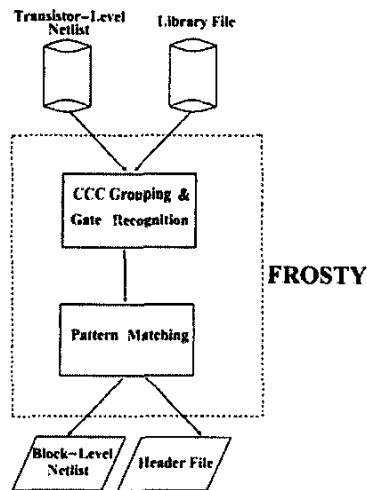 Transistor-Level
Netlist
Library File
CCC Grouping &
Gate Recognition
FROSTY
Pattern Matching
Block-Level
Netlist
Header File